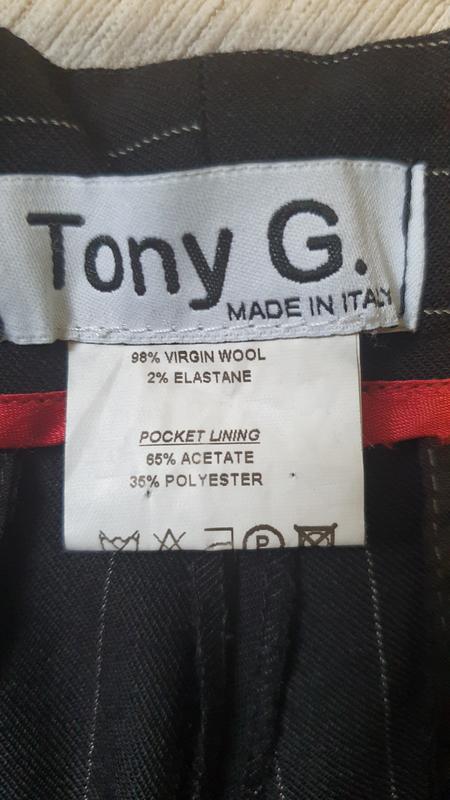 Tony G.
MADE IN ITALY
98% VIRGIN WOOL
2% ELASTANE
POCKET LINING
65% ACETATE
35% POLYESTER
P